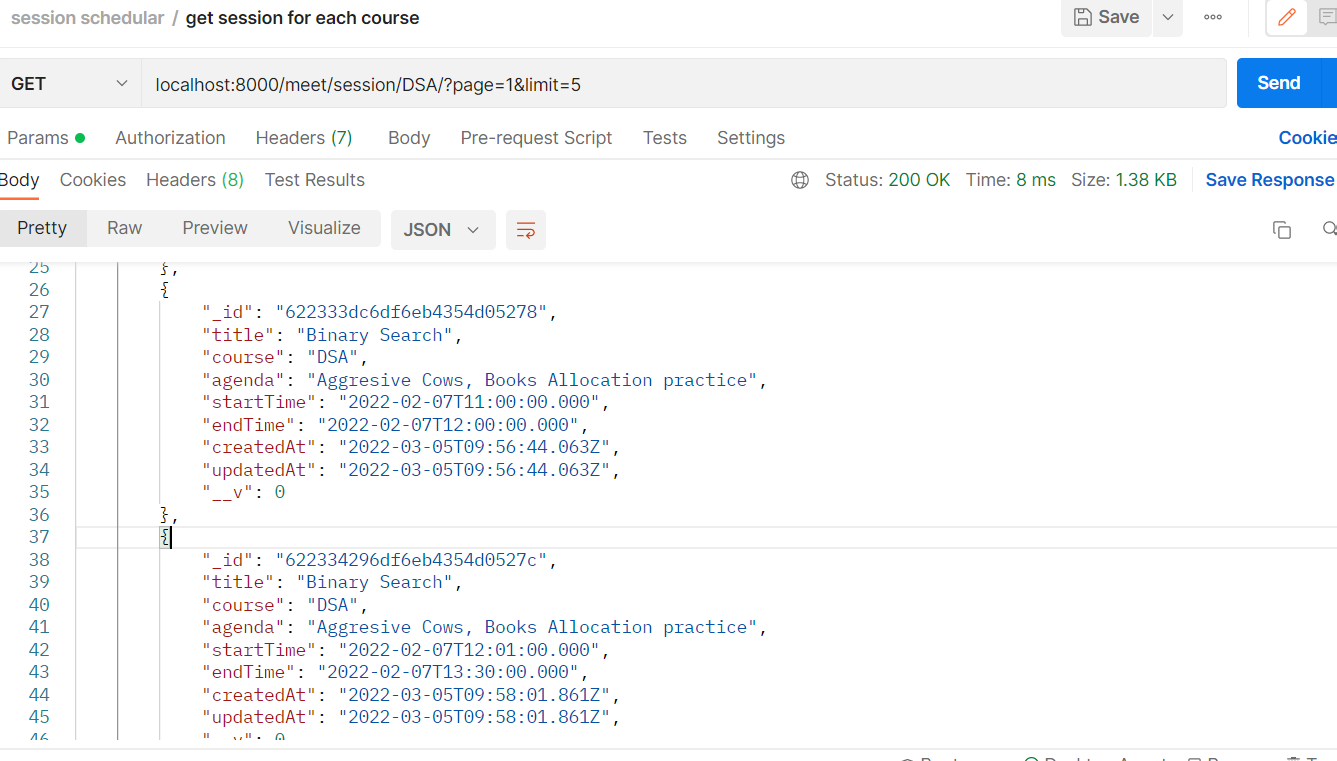 session schedular / get session for each course
Save
GET
localhost:8000/meet/session/DSA/?page=1&limit=5
Send
Params Authorization Headers (7) Body Pre-request Script Tests Settings
Cookie
Body Cookies Headers (8) Test Results
Status: 200 OK Time: 8 ms Size: 1.38 KB
Save Response
Pretty Raw Preview Visualize JSON
25 },
26 {
27 "_id": "622333dc6df6eb4354d05278",
28 "title": "Binary Search",
29 "course": "DSA",
30 "agenda": "Aggresive Cows, Books Allocation practice",
31 "startTime": "2022-02-07T11:00:00.000",
32 "endTime": "2022-02-07T12:00:00.000",
33 "createdAt": "2022-03-05T09:56:44.063Z",
34 "updatedAt": "2022-03-05T09:56:44.063Z",
35 "__v": 0
36 },
37 {
38 "_id": "622334296df6eb4354d0527c",
39 "title": "Binary Search",
40 "course": "DSA",
41 "agenda": "Aggresive Cows, Books Allocation practice",
42 "startTime": "2022-02-07T12:01:00.000",
43 "endTime": "2022-02-07T13:30:00.000",
44 "createdAt": "2022-03-05T09:58:01.861Z",
45 "updatedAt": "2022-03-05T09:58:01.861Z",
46 "__v": 0